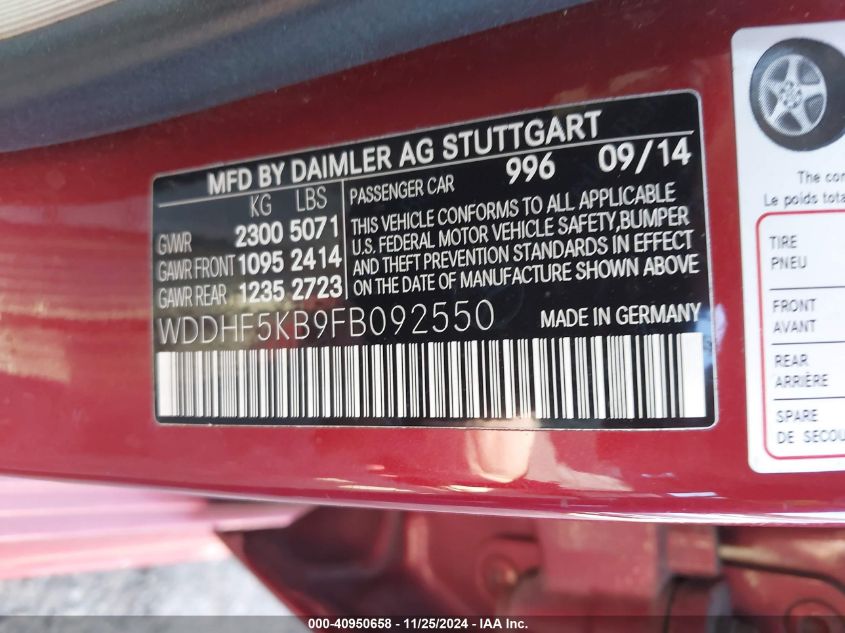 MFD BY DAIMLER AG STUTTGART
KG LBS
GVWR 2300 5071
GAWR FRONT 1095 2414
GAWR REAR 1235 2723
PASSENGER CAR 996 09/14
THIS VEHICLE CONFORMS TO ALL APPLICABLE
U.S. FEDERAL MOTOR VEHICLE SAFETY, BUMPER
AND THEFT PREVENTION STANDARDS IN EFFECT
ON THE DATE OF MANUFACTURE SHOWN ABOVE
WDDHF5KB9FB092550 MADE IN GERMANY
The com
Le poids tota
TIRE
PNEU
FRONT
AVANT
REAR
ARRIÈRE
SPARE
DE SECOU
000-40950658 - 11/25/2024 - IAA Inc.